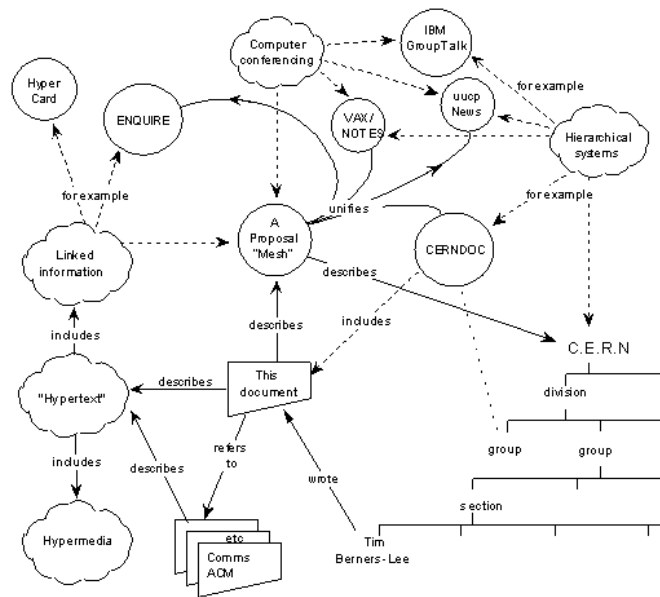 IBM
GroupTalk
Computer
conferencing
Hyper
Card
ENQUIRE
for example
uucp
News
VAX/
NOTES
Hierarchical
systems
for example
unifies
for example
A
Proposal
"Mesh"
Linked
information
CERNDOC
describes
includes
describes
includes
C.E.R.N
This
document
describes
"Hypertext"
division
refers
to
group
group
includes
describes
wrote
section
etc
Hypermedia
Comms
ACM
Tim
Berners-Lee